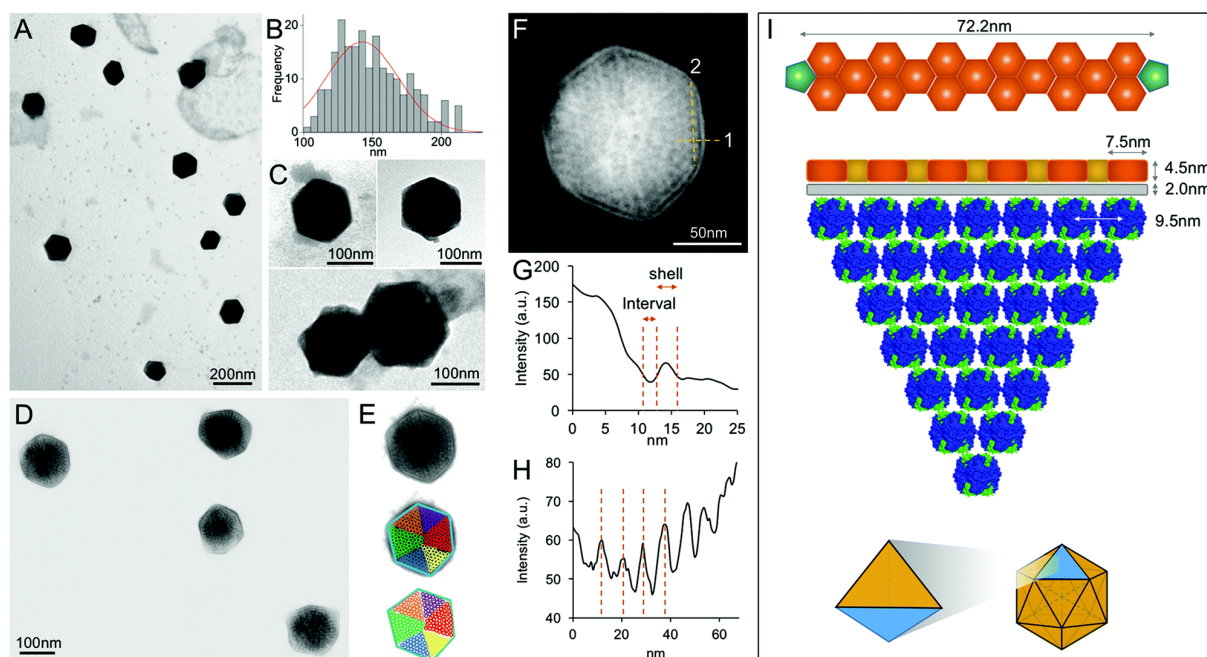 A
200nm
B
Frequency
20
10
0
100
150
200
nm
C
100nm
100nm
100nm
D
100nm
E
F
2
1
50nm
G
Intensity (a.u.)
200
150
100
50
0
shell
Interval
0
5
10
15
20
25
nm
H
Intensity (a.u.)
80
70
60
50
40
0
20
40
60
nm
I
72.2nm
7.5nm
4.5nm
2.0nm
9.5nm